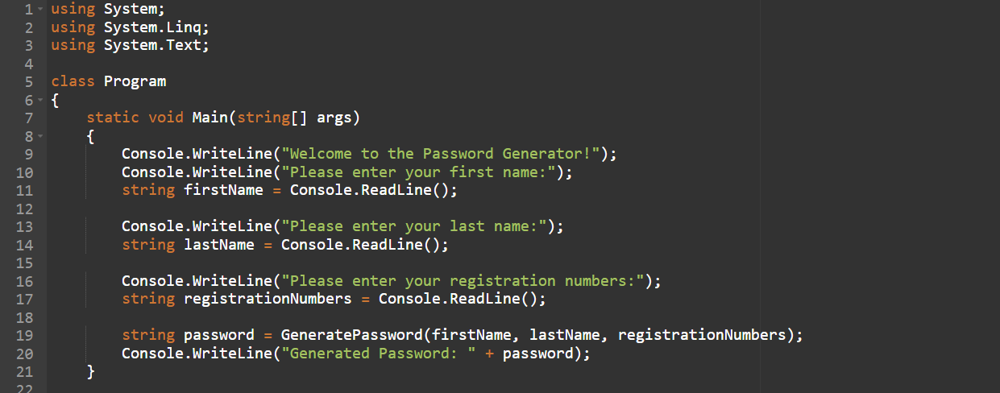 1 using System;
2 using System.Linq;
3 using System.Text;
4
5 class Program
6 {
7     static void Main(string[] args)
8     {
9         Console.WriteLine("Welcome to the Password Generator!");
10         Console.WriteLine("Please enter your first name:");
11         string firstName = Console.ReadLine();
12
13         Console.WriteLine("Please enter your last name:");
14         string lastName = Console.ReadLine();
15
16         Console.WriteLine("Please enter your registration numbers:");
17         string registrationNumbers = Console.ReadLine();
18
19         string password = GeneratePassword(firstName, lastName, registrationNumbers);
20         Console.WriteLine("Generated Password: " + password);
21     }
22